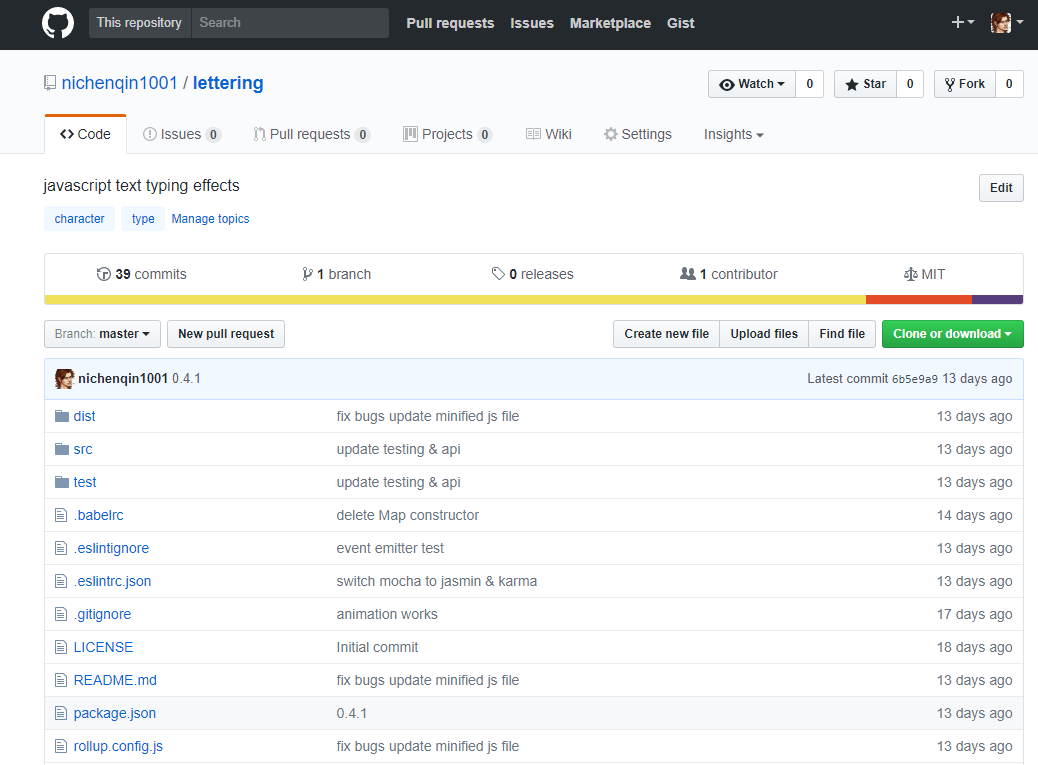 This repository Search Pull requests Issues Marketplace Gist
nichenqin1001 / lettering Watch 0 Star 0 Fork 0
Code Issues 0 Pull requests 0 Projects 0 Wiki Settings Insights
javascript text typing effects Edit
character type Manage topics
39 commits 1 branch 0 releases 1 contributor MIT
Branch: master New pull request Create new file Upload files Find file Clone or download
nichenqin1001 0.4.1 Latest commit 6b5e9a9 13 days ago
dist fix bugs update minified js file 13 days ago
src update testing & api 13 days ago
test update testing & api 13 days ago
.babelrc delete Map constructor 14 days ago
.eslintignore event emitter test 13 days ago
.eslintrc.json switch mocha to jasmin & karma 13 days ago
.gitignore animation works 17 days ago
LICENSE Initial commit 18 days ago
README.md fix bugs update minified js file 13 days ago
package.json 0.4.1 13 days ago
rollup.config.js fix bugs update minified js file 13 days ago